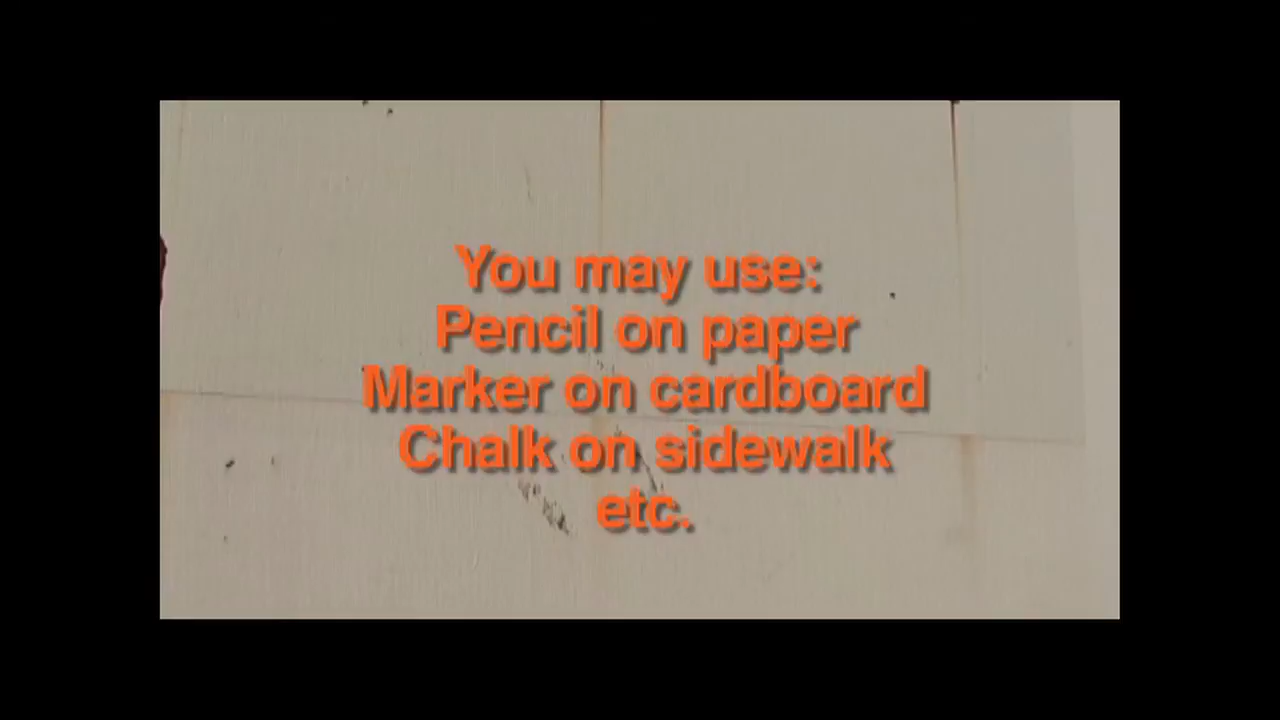 You may use:
Pencil on paper
Marker on cardboard
Chalk on sidewalk
etc.